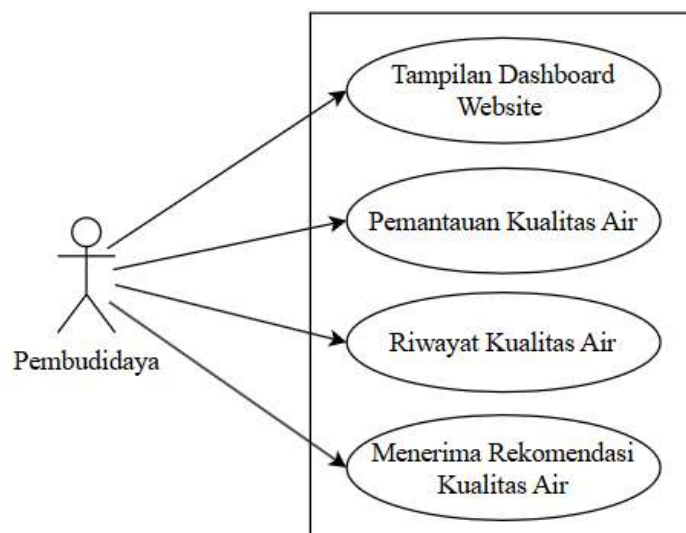 Tampilan Dashboard
Website
Pemantauan Kualitas Air
Riwayat Kualitas Air
Pembudidaya
Menerima Rekomendasi
Kualitas Air